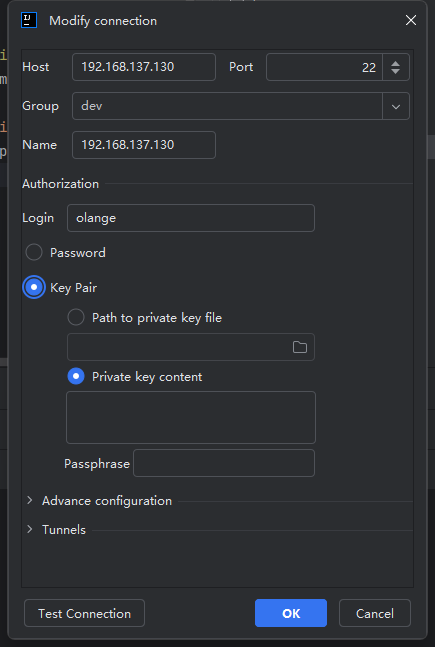 Modify connection
Host 192.168.137.130 Port 22
Group dev
Name 192.168.137.130
Authorization
Login olange
Password
Key Pair
Path to private key file
Private key content
Passphrase
Advance configuration
Tunnels
Test Connection OK Cancel